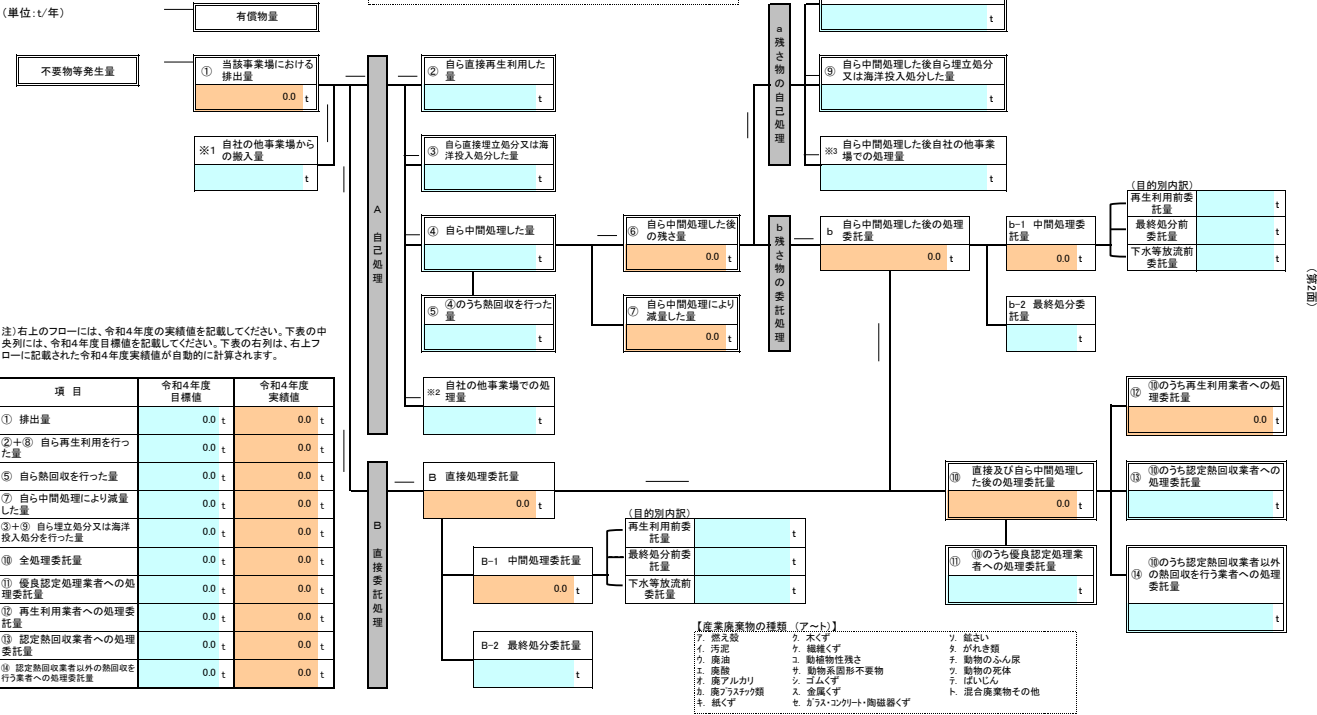 （単位：t/年）
有償物量
t
不要物等発生量
① 当該事業場における
排出量
0.0 t
※1 自社の他事業場から
の搬入量
t
A 自己処理
② 自ら直接再生利用した
量
t
③ 自ら直接埋立処分又は海
洋投入処分した量
t
④ 自ら中間処理した量
t
⑤ ④のうち熱回収を行った
量
t
※2 自社の他事業場での処
理量
t
⑥ 自ら中間処理した後
の残さ量
0.0 t
⑦ 自ら中間処理により
減量した量
0.0 t
a 残さ物の自己処理
⑨ 自ら中間処理した後自ら埋立処分
又は海洋投入処分した量
t
※3 自ら中間処理した後自社の他事業
場での処理量
t
b 残さ物の委託処理
b 自ら中間処理した後の処理
委託量
0.0 t
b-1 中間処理委
託量
0.0 t
b-2 最終処分委
託量
t
（目的別内訳）
再生利用前委
託量
t
最終処分前
委託量
t
下水等放流前
委託量
t
（第2面）
注）右上のフローには、令和４年度の実績値を記載してください。下表の中
央列には、令和４年度目標値を記載してください。下表の右列は、右上フ
ローに記載された令和４年度実績値が自動的に計算されます。
項 目 令和４年度
目標値 令和４年度
実績値
① 排出量 0.0 t 0.0 t
②＋⑧ 自ら再生利用を行っ
た量 0.0 t 0.0 t
⑤ 自ら熱回収を行った量 0.0 t 0.0 t
⑦ 自ら中間処理により減量
した量 0.0 t 0.0 t
③＋⑨ 自ら埋立処分又は海洋
投入処分を行った量 0.0 t 0.0 t
⑩ 全処理委託量 0.0 t 0.0 t
⑪ 優良認定処理業者への処
理委託量 0.0 t 0.0 t
⑫ 再生利用業者への処理委
託量 0.0 t 0.0 t
⑬ 認定熱回収業者への処理
委託量 0.0 t 0.0 t
⑭ 認定熱回収業者以外の熱回収を
行う業者への処理委託量 0.0 t 0.0 t
B 直接委託処理
B 直接処理委託量
0.0 t
B-1 中間処理委託量
0.0 t
B-2 最終処分委託量
t
（目的別内訳）
再生利用前委
託量
t
最終処分前委
託量
t
下水等放流前
委託量
t
⑩ 直接及び自ら中間処理し
た後の処理委託量
0.0 t
⑪ ⑩のうち優良認定処理業
者への処理委託量
t
⑫ ⑩のうち再生利用業者への処
理委託量
0.0 t
⑬ ⑩のうち認定熱回収業者への
処理委託量
t
⑭ ⑩のうち認定熱回収業者以外
の熱回収を行う業者への処理
委託量
t
【産業廃棄物の種類 （ア～ト）】
ア. 燃え殻
イ. 汚泥
ウ. 廃油
エ. 廃酸
オ. 廃アルカリ
カ. 廃プラスチック類
キ. 紙くず
ク. 木くず
ケ. 繊維くず
コ. 動植物性残さ
サ. 動物系固形不要物
シ. ゴムくず
ス. 金属くず
セ. ガラス・コンクリート・陶磁器くず
ソ. 鉱さい
タ. がれき類
チ. 動物のふん尿
ツ. 動物の死体
テ. ばいじん
ト. 混合廃棄物その他